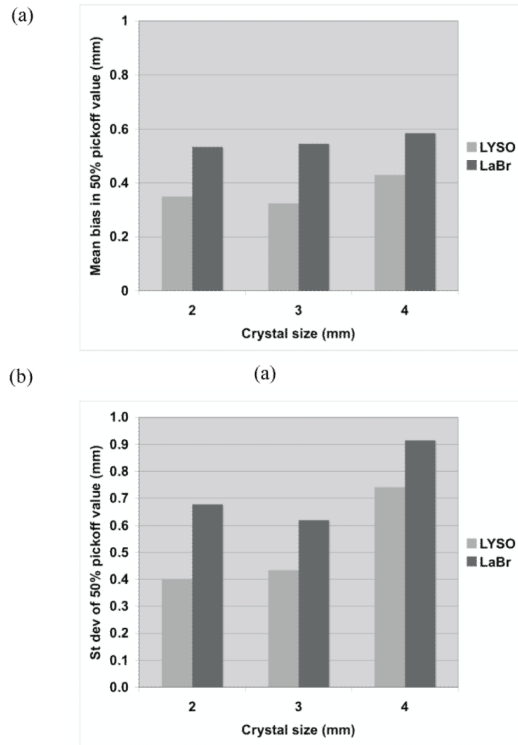 (a)
1
0.8
0.6
0.4
0.2
0
Mean bias in 50% pickoff value (mm)
2 3 4
Crystal size (mm)
LYSO
LaBr
(b)
(a)
1.0
0.9
0.8
0.7
0.6
0.5
0.4
0.3
0.2
0.1
0.0
St dev of 50% pickoff value (mm)
2 3 4
Crystal size (mm)
LYSO
LaBr